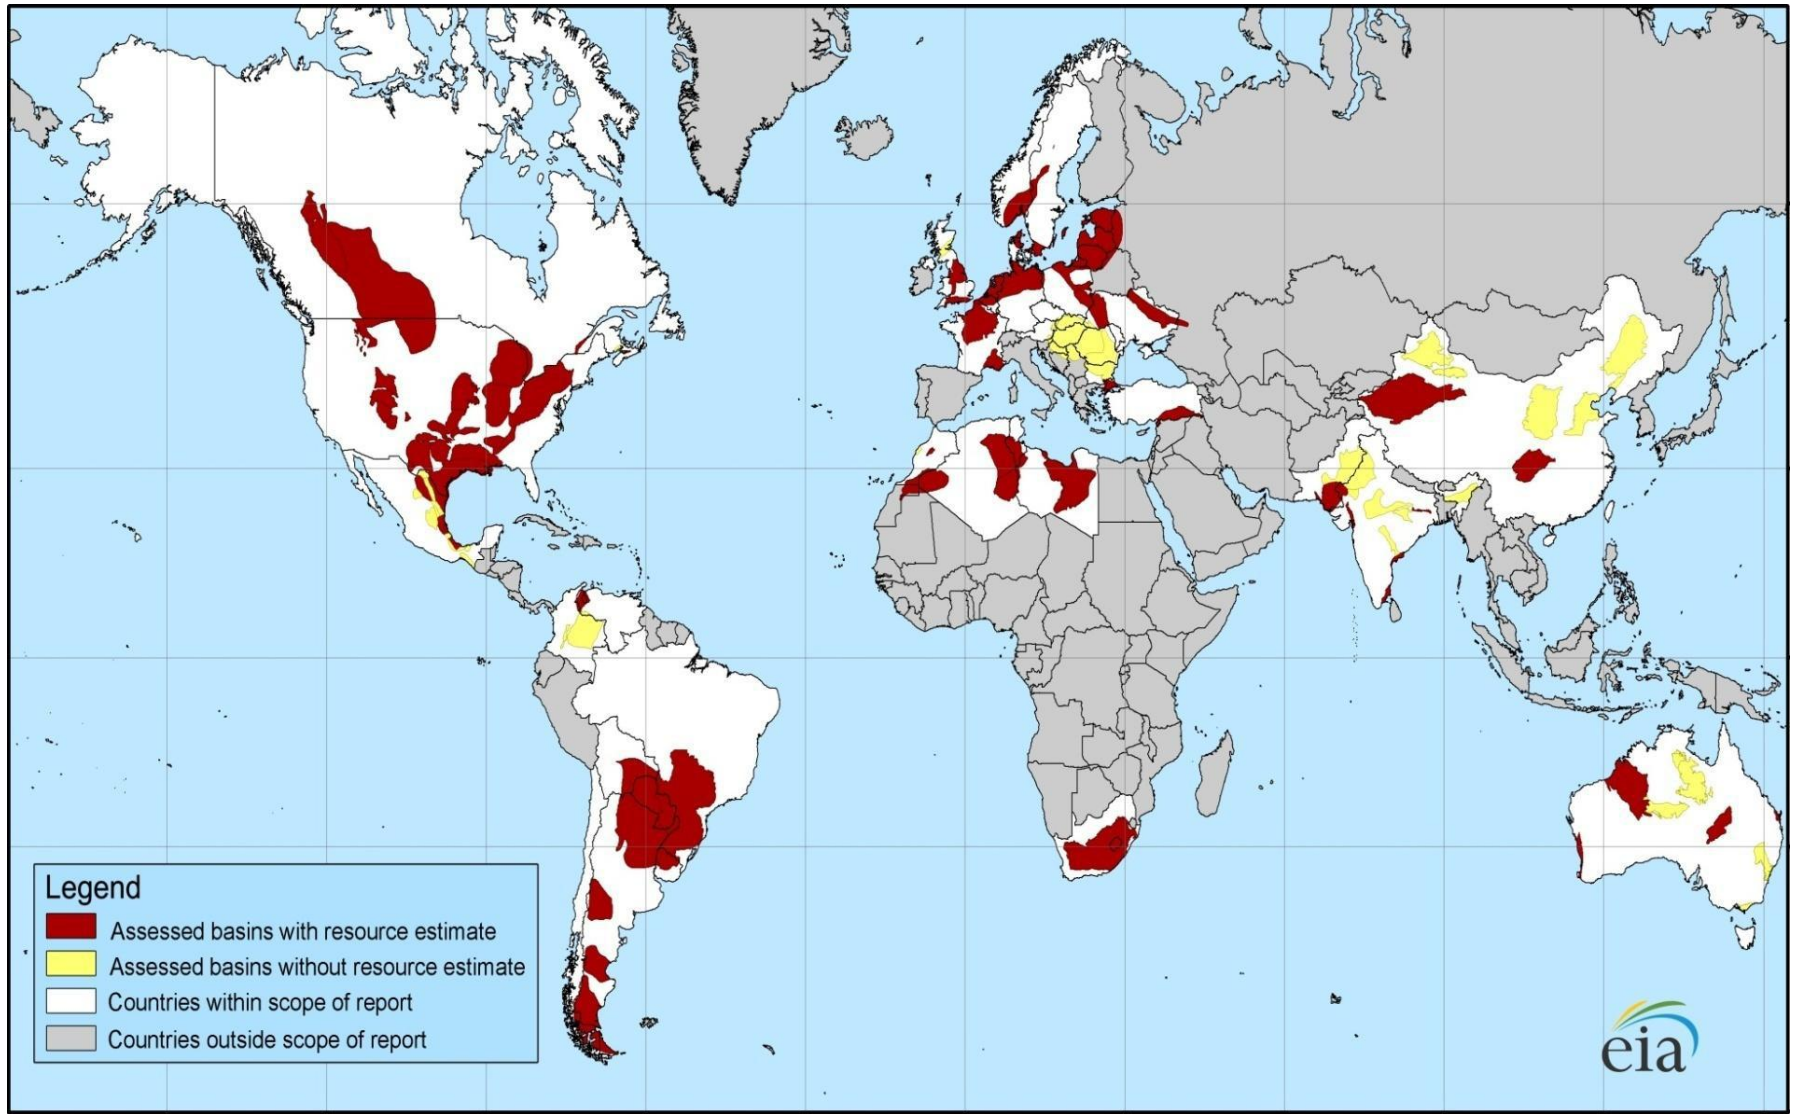 Legend
Assessed basins with resource estimate
Assessed basins without resource estimate
Countries within scope of report
Countries outside scope of report
eia